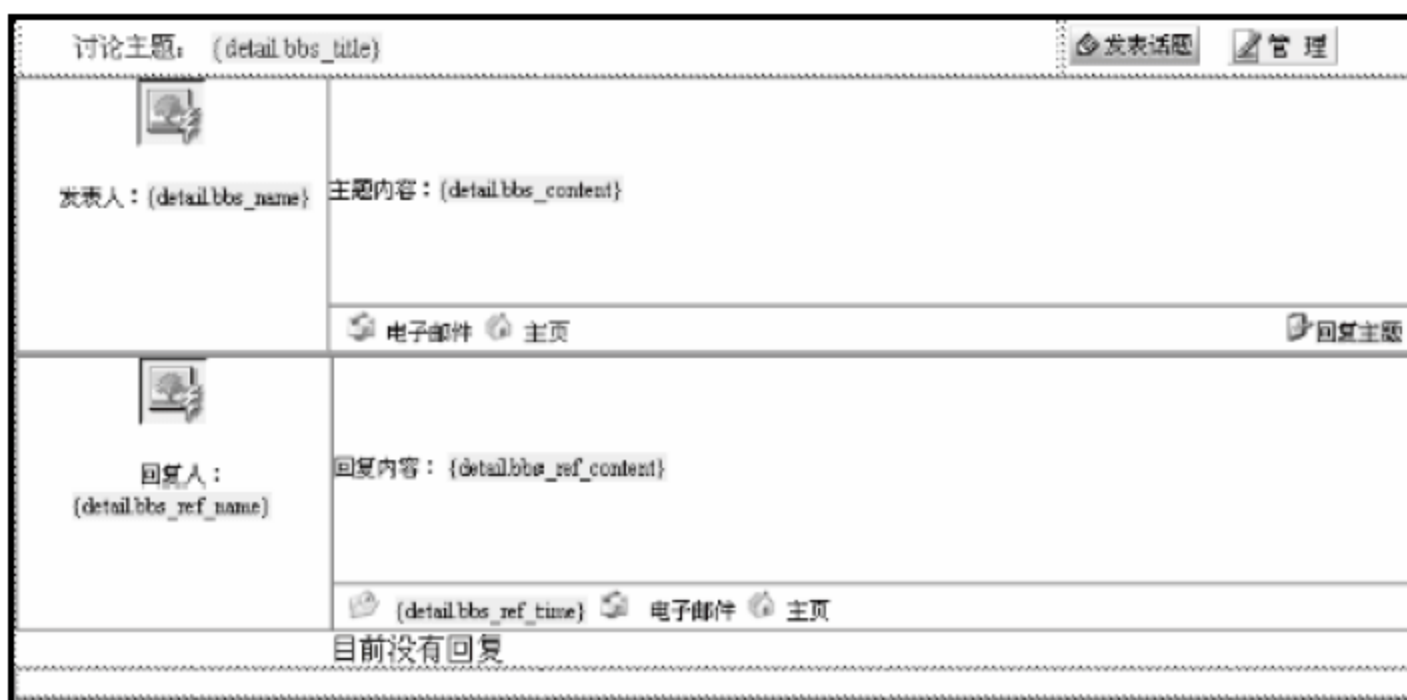 讨论主题： {detail.bbs_title} 发表话题 管 理
发表人：{detail.bbs_name} 主题内容：{detail.bbs_content}
电子邮件 主页 回复主题
回复人：
{detail.bbs_ref_name}
回复内容： {detail.bbs_ref_content}
{detail.bbs_ref_time} 电子邮件 主页
目前没有回复